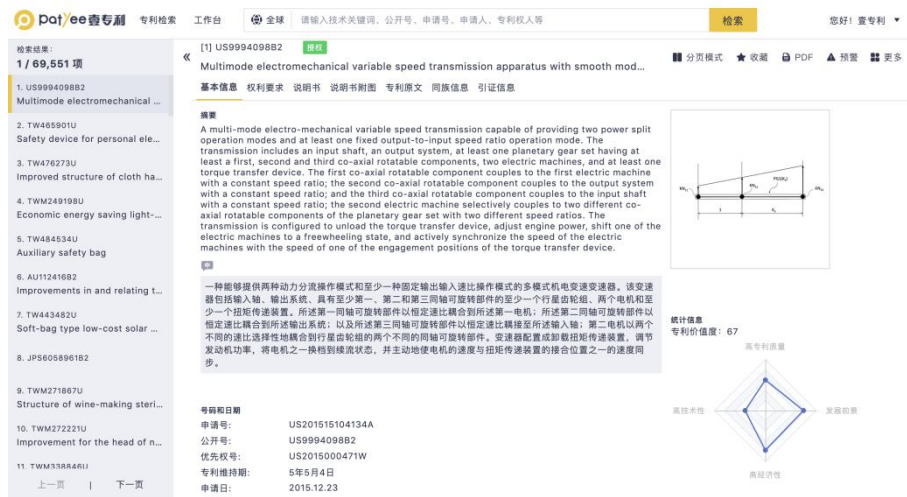 Patyee壹专利 专利检索 工作台 全球 请输入技术关键词、公开号、申请号、申请人、专利权人等 检索 您好！壹专利
检索结果：
1 / 69,551 项
1. US9994098B2
Multimode electromechanical ...
2. TW465901U
Safety device for personal ele...
3. TW476273U
Improved structure of cloth ha...
4. TWM249198U
Economic energy saving light-...
5. TW484534U
Auxiliary safety bag
6. AU1124168B2
Improvements in and relating t...
7. TW443482U
Soft-bag type low-cost solar ...
8. JPS6058961B2
9. TWM271867U
Structure of wine-making steri...
10. TWM272221U
Improvement for the head of n...
11. TWM338846U
上一页 | 下一页
[1] US9994098B2 授权
Multimode electromechanical variable speed transmission apparatus with smooth mod...
分页模式 收藏 PDF 预警 更多
基本信息 权利要求 说明书 说明书附图 专利原文 同族信息 引证信息
摘要
A multi-mode electro-mechanical variable speed transmission capable of providing two power split
operation modes and at least one fixed output-to-input speed ratio operation mode. The
transmission includes an input shaft, an output system, at least one planetary gear set having at
least a first, second and third co-axial rotatable components, two electric machines, and at least one
torque transfer device. The first co-axial rotatable component couples to the first electric machine
with a constant speed ratio; the second co-axial rotatable component couples to the output system
with a constant speed ratio; and the third co-axial rotatable component couples to the input shaft
with a constant speed ratio; the second electric machine selectively couples to two different co-
axial rotatable components of the planetary gear set with two different speed ratios. The
transmission is configured to unload the torque transfer device, adjust engine power, shift one of the
electric machines to a freewheeling state, and actively synchronize the speed of the electric
machines with the speed of one of the engagement positions of the torque transfer device.
一种能够提供两种动力分流操作模式和至少一种固定输出输入速比操作模式的多模式机电变速变速器。该变速
器包括输入轴、输出系统、具有至少第一、第二和第三同轴可旋转部件的至少一个行星齿轮组、两个电机和至
少一个扭矩传递装置。所述第一同轴可旋转部件以恒定速比耦合到所述第一电机；所述第二同轴可旋转部件以
恒定速比耦合到所述输出系统；以及所述第三同轴可旋转部件以恒定速比耦接至所述输入轴；第二电机以两个
不同的速比选择性地耦合到行星齿轮组的两个不同的同轴可旋转部件。变速器配置成卸载扭矩传递装置，调节
发动机功率，将电机之一换档到续流状态，并主动地使电机的速度与扭矩传递装置的接合位置之一的速度同
步。
号码和日期
申请号： US201515104134A
公开号： US9994098B2
优先权号： US2015000471W
专利维持期： 5年5月4日
申请日： 2015.12.23
统计信息
专利价值度：67
高专利质量
高技术性
发展前景
高经济性